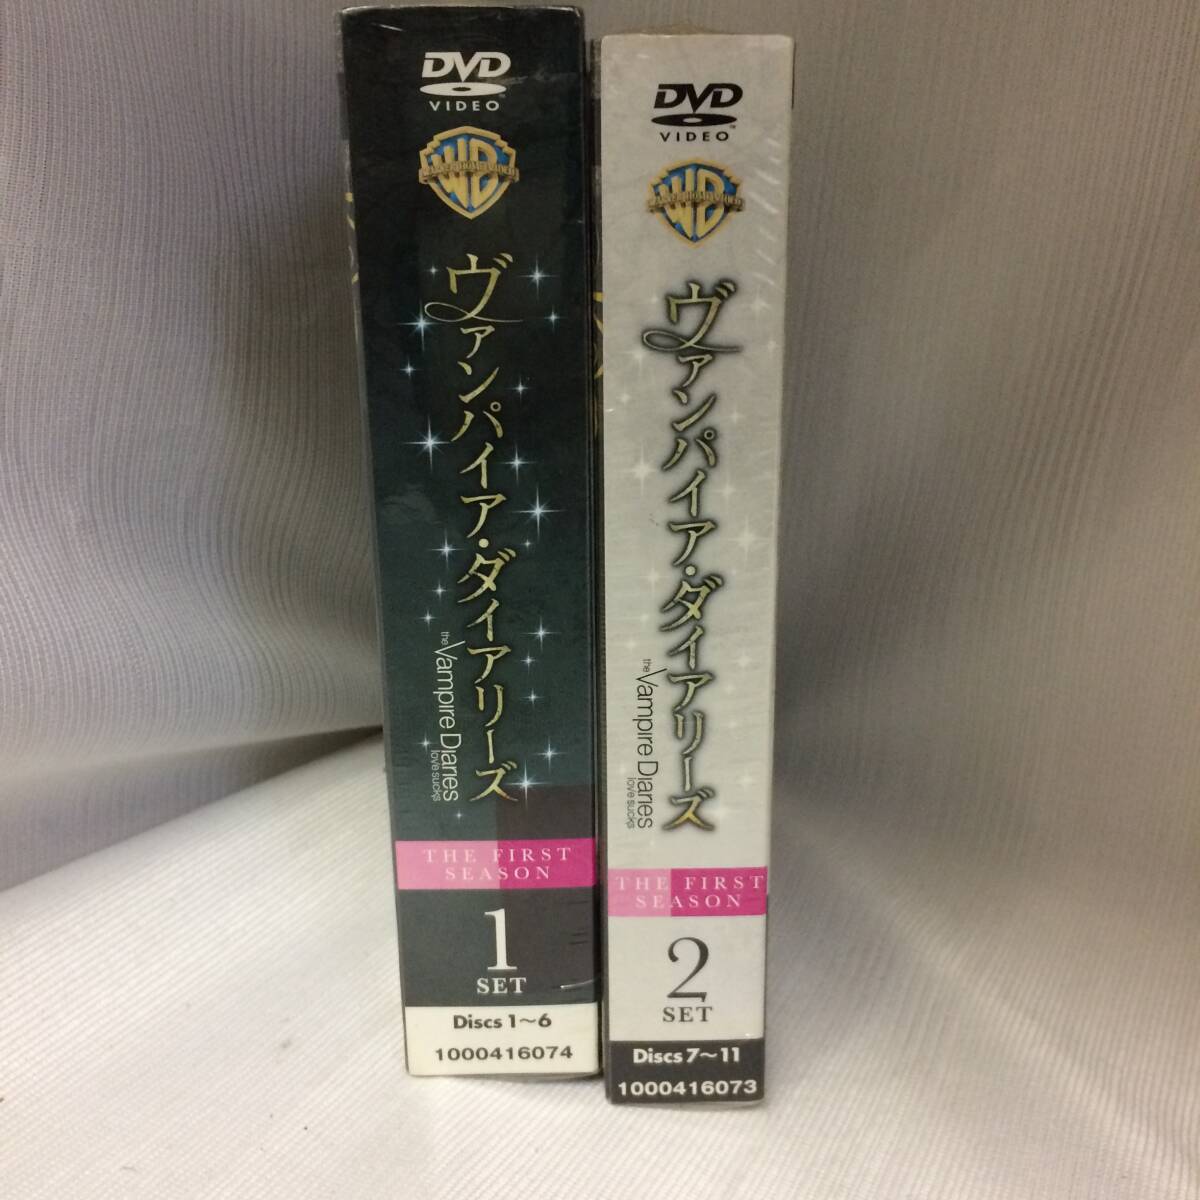 DVD
VIDEO
WB
ヴァンパイア・ダイアリーズ
the Vampire Diaries
love sucks
THE FIRST
SEASON
1
SET
Discs 1～6
1000416074
DVD
VIDEO
WB
ヴァンパイア・ダイアリーズ
the Vampire Diaries
love sucks
THE FIRST
SEASON
2
SET
Discs 7～11
1000416073